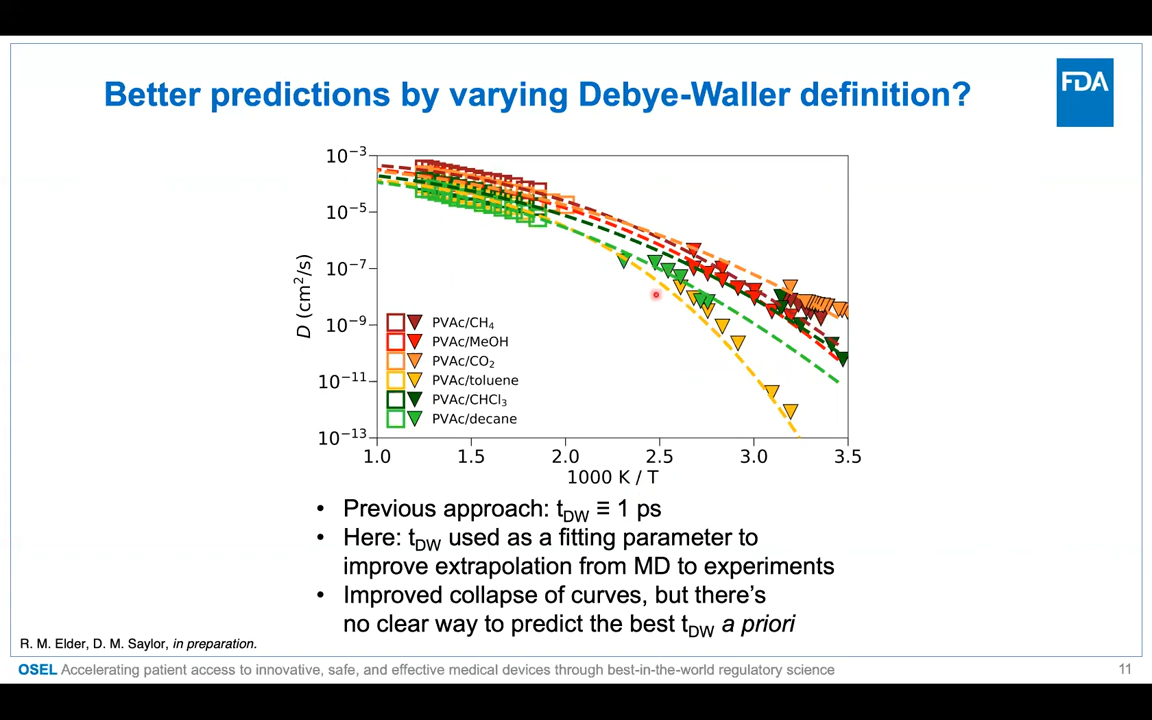 Better predictions by varying Debye-Waller definition?
FDA
10⁻³
10⁻⁵
10⁻⁷
10⁻⁹
10⁻¹¹
10⁻¹³
D (cm²/s)
PVAc/CH₄
PVAc/MeOH
PVAc/CO₂
PVAc/toluene
PVAc/CHCl₃
PVAc/decane
1.0 1.5 2.0 2.5 3.0 3.5
1000 K / T
• Previous approach: t_DW ≡ 1 ps
• Here: t_DW used as a fitting parameter to
improve extrapolation from MD to experiments
• Improved collapse of curves, but there's
no clear way to predict the best t_DW a priori
R. M. Elder, D. M. Saylor, in preparation.
OSEL Accelerating patient access to innovative, safe, and effective medical devices through best-in-the-world regulatory science
11